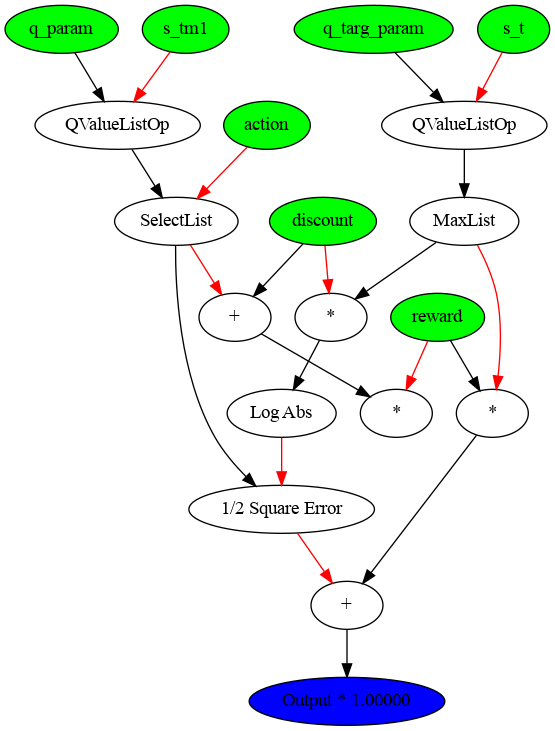 q_param
s_tm1
q_targ_param
s_t
QValueListOp
action
QValueListOp
SelectList
discount
MaxList
+
*
reward
Log Abs
*
*
1/2 Square Error
+
Output * 1.00000